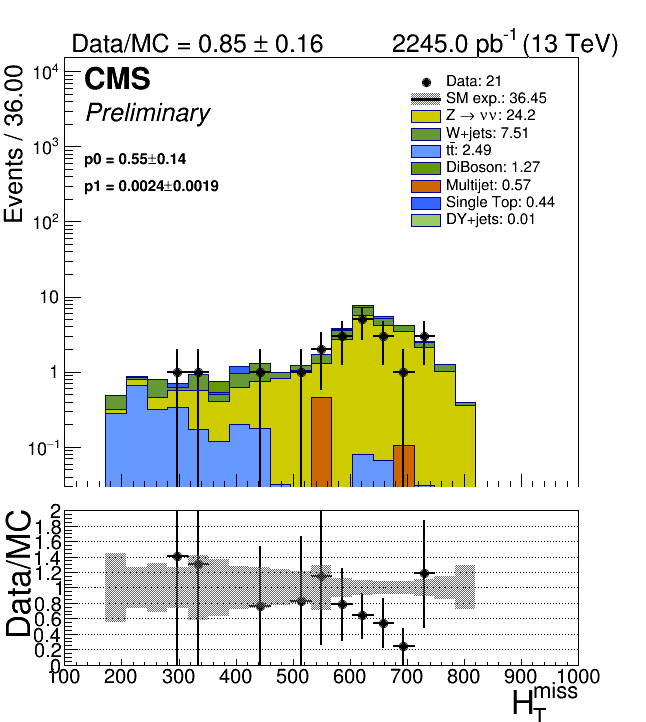 Data/MC = 0.85 ± 0.16 2245.0 pb⁻¹ (13 TeV)
CMS
Preliminary
p0 = 0.55±0.14
p1 = 0.0024±0.0019
Data: 21
SM exp.: 36.45
Z → νν: 24.2
W+jets: 7.51
tt̄: 2.49
DiBoson: 1.27
Multijet: 0.57
Single Top: 0.44
DY+jets: 0.01
Events / 36.00
10⁴
10³
10²
10
1
10⁻¹
Data/MC
2
1.8
1.6
1.4
1.2
1
0.8
0.6
0.4
0.2
0
100 200 300 400 500 600 700 800 900 1000
H_T^miss